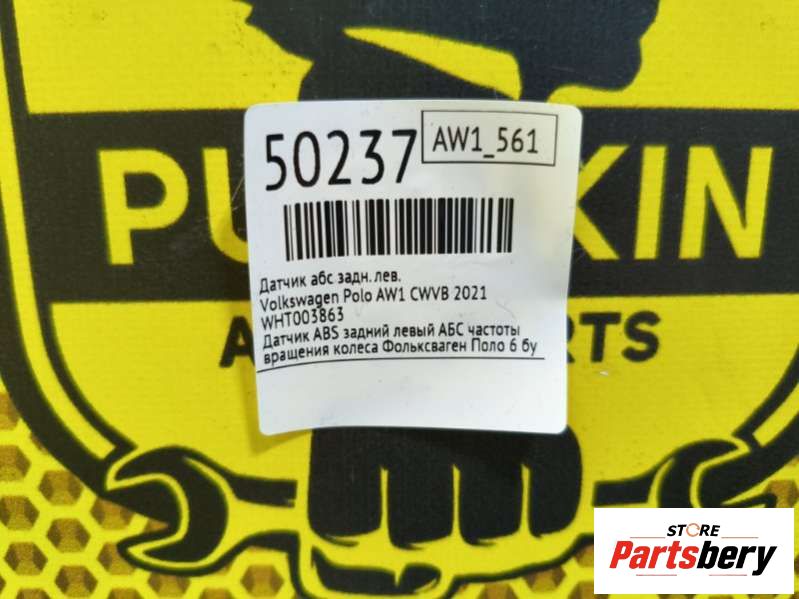 50237
AW1_561
Датчик абс задн. лев.
Volkswagen Polo AW1 CWVB 2021
WHT003863
Датчик ABS задний левый АБС частоты
вращения колеса Фольксваген Поло 6 бу
PU KIN
A RTS
STORE
Partsbery